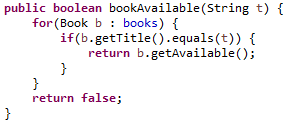 public boolean bookAvailable(String t) {
    for(Book b : books) {
        if(b.getTitle().equals(t)) {
            return b.getAvailable();
        }
    }
    return false;
}